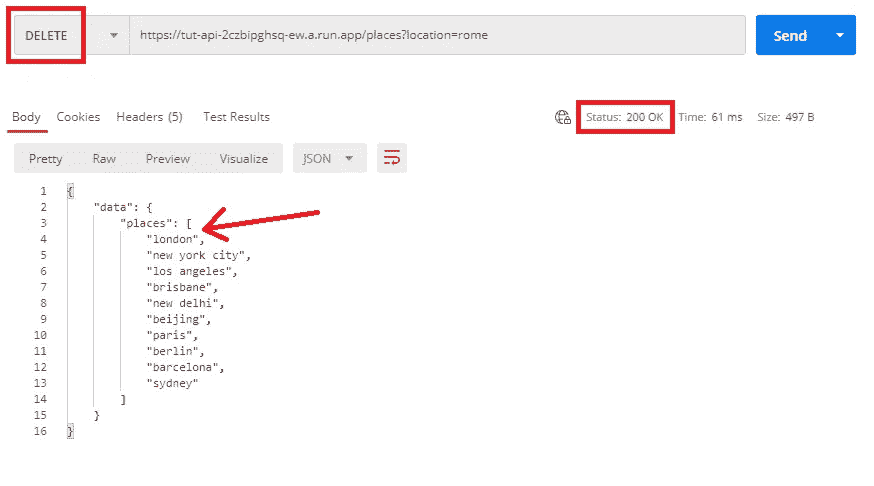 DELETE https://tut-api-2czbipghsq-ew.a.run.app/places?location=rome Send
Body Cookies Headers (5) Test Results Status: 200 OK Time: 61 ms Size: 497 B
Pretty Raw Preview Visualize JSON
1 {
2 "data": {
3 "places": [
4 "london",
5 "new york city",
6 "los angeles",
7 "brisbane",
8 "new delhi",
9 "beijing",
10 "paris",
11 "berlin",
12 "barcelona",
13 "sydney"
14 ]
15 }
16 }